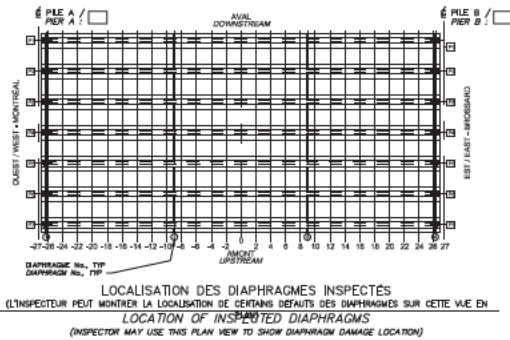 ℄ PILE A /
PIER A :
AVAL
DOWNSTREAM
℄ PILE B /
PIER B :
OUEST / WEST - MONTRÉAL
EST / EAST - BROSSARD
-27 -26 -24 -22 -20 -18 -16 -14 -12 -10 -8 -6 -4 -2 0 2 4 6 8 10 12 14 16 18 20 22 24 26 27
AMONT
UPSTREAM
DIAPHRAGME No., TYP
DIAPHRAGM No., TYP
LOCALISATION DES DIAPHRAGMES INSPECTÉS
(L'INSPECTEUR PEUT MONTRER LA LOCALISATION DE CERTAINS DÉFAUTS DES DIAPHRAGMES SUR CETTE VUE EN
PLAN)
LOCATION OF INSPECTED DIAPHRAGMS
(INSPECTOR MAY USE THIS PLAN VIEW TO SHOW DIAPHRAGM DAMAGE LOCATION)